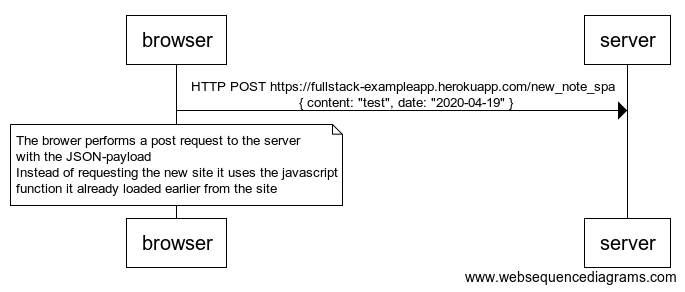 browser
server
HTTP POST https://fullstack-exampleapp.herokuapp.com/new_note_spa
{ content: "test", date: "2020-04-19" }
The brower performs a post request to the server
with the JSON-payload
Instead of requesting the new site it uses the javascript
function it already loaded earlier from the site
browser
server
www.websequencediagrams.com